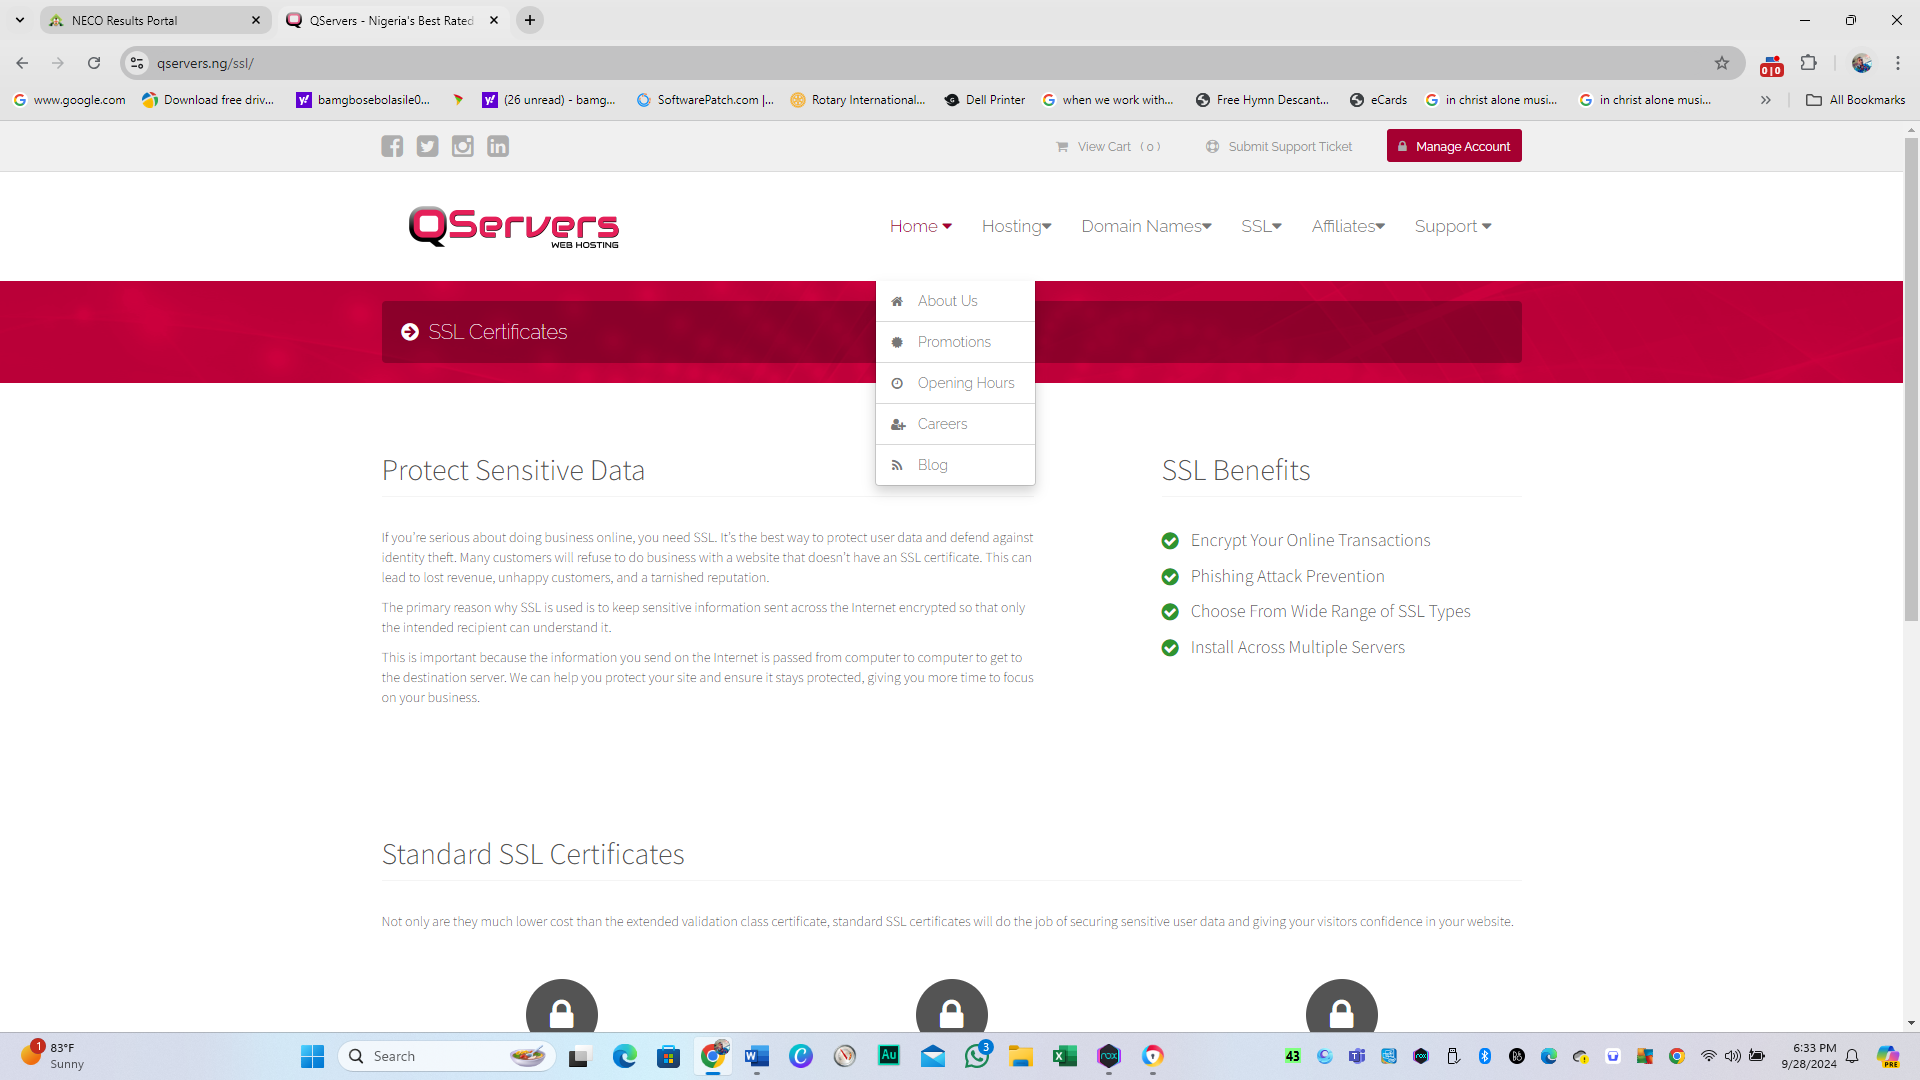 NECO Results Portal
QServers - Nigeria's Best Rated
qservers.ng/ssl/
www.google.com
Download free driv...
bamgbosebolasile0...
(26 unread) - bamg...
SoftwarePatch.com |...
Rotary International...
Dell Printer
when we work with...
Free Hymn Descant...
eCards
in christ alone musi...
in christ alone musi...
All Bookmarks
View Cart ( 0 )
Submit Support Ticket
Manage Account
QServers
WEB HOSTING
Home
Hosting
Domain Names
SSL
Affiliates
Support
About Us
Promotions
Opening Hours
Careers
Blog
SSL Certificates
Protect Sensitive Data
If you're serious about doing business online, you need SSL. It's the best way to protect user data and defend against
identity theft. Many customers will refuse to do business with a website that doesn't have an SSL certificate. This can
lead to lost revenue, unhappy customers, and a tarnished reputation.
The primary reason why SSL is used is to keep sensitive information sent across the Internet encrypted so that only
the intended recipient can understand it.
This is important because the information you send on the Internet is passed from computer to computer to get to
the destination server. We can help you protect your site and ensure it stays protected, giving you more time to focus
on your business.
SSL Benefits
Encrypt Your Online Transactions
Phishing Attack Prevention
Choose From Wide Range of SSL Types
Install Across Multiple Servers
Standard SSL Certificates
Not only are they much lower cost than the extended validation class certificate, standard SSL certificates will do the job of securing sensitive user data and giving your visitors confidence in your website.
1
83°F
Sunny
Search
Au
3
43
6:33 PM
9/28/2024
PRE